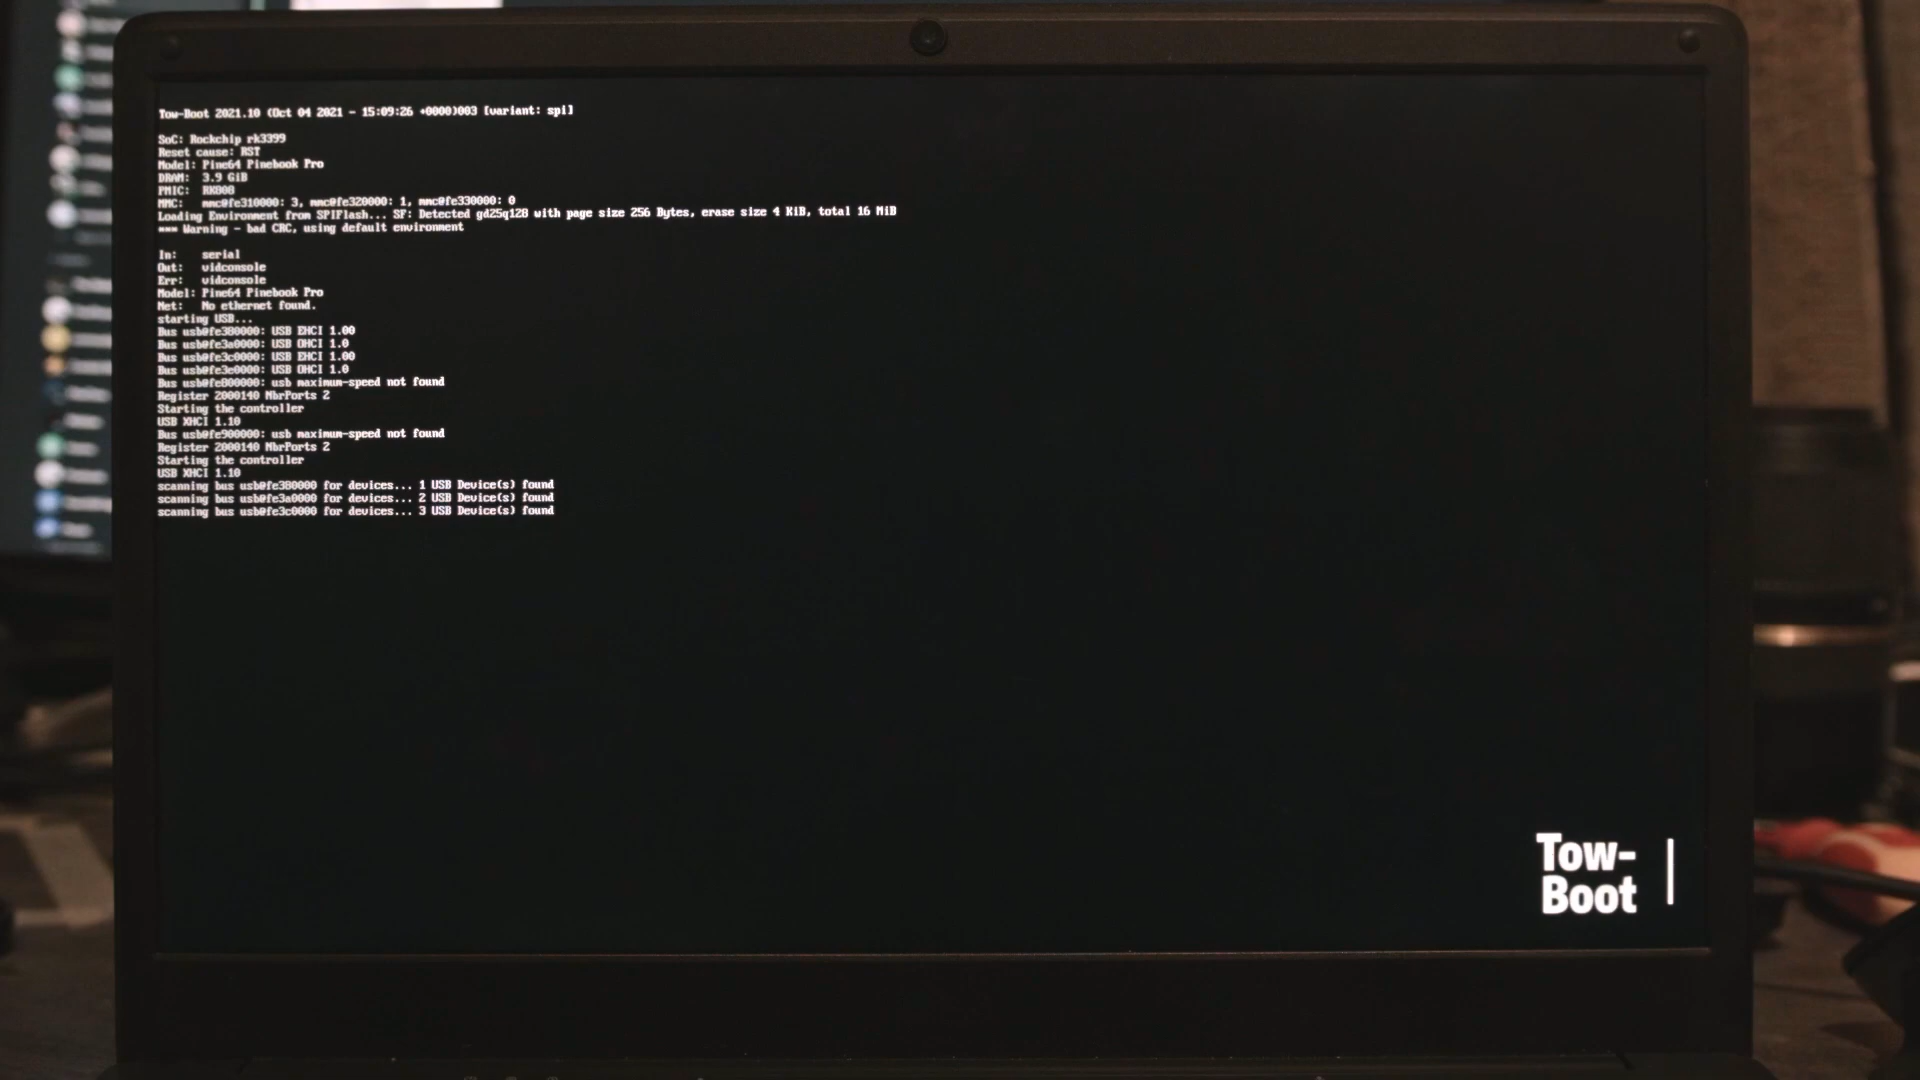 Tow-Boot 2021.10 (Oct 04 2021 - 15:09:26 +0000)003 [variant: spi]
SoC: Rockchip rk3399
Reset cause: RST
Model: Pine64 Pinebook Pro
DRAM: 3.9 GiB
PMIC: RK808
MMC: mmc@fe310000: 3, mmc@fe320000: 1, mmc@fe330000: 0
Loading Environment from SPIFlash... SF: Detected gd25q128 with page size 256 Bytes, erase size 4 KiB, total 16 MiB
*** Warning - bad CRC, using default environment
In: serial
Out: vidconsole
Err: vidconsole
Model: Pine64 Pinebook Pro
Net: No ethernet found.
starting USB...
Bus usb@fe380000: USB EHCI 1.00
Bus usb@fe3a0000: USB OHCI 1.0
Bus usb@fe3c0000: USB EHCI 1.00
Bus usb@fe3e0000: USB OHCI 1.0
Bus usb@fe800000: usb maximum-speed not found
Register 2000140 NbrPorts 2
Starting the controller
USB XHCI 1.10
Bus usb@fe900000: usb maximum-speed not found
Register 2000140 NbrPorts 2
Starting the controller
USB XHCI 1.10
scanning bus usb@fe380000 for devices... 1 USB Device(s) found
scanning bus usb@fe3a0000 for devices... 2 USB Device(s) found
scanning bus usb@fe3c0000 for devices... 3 USB Device(s) found
Tow-
Boot